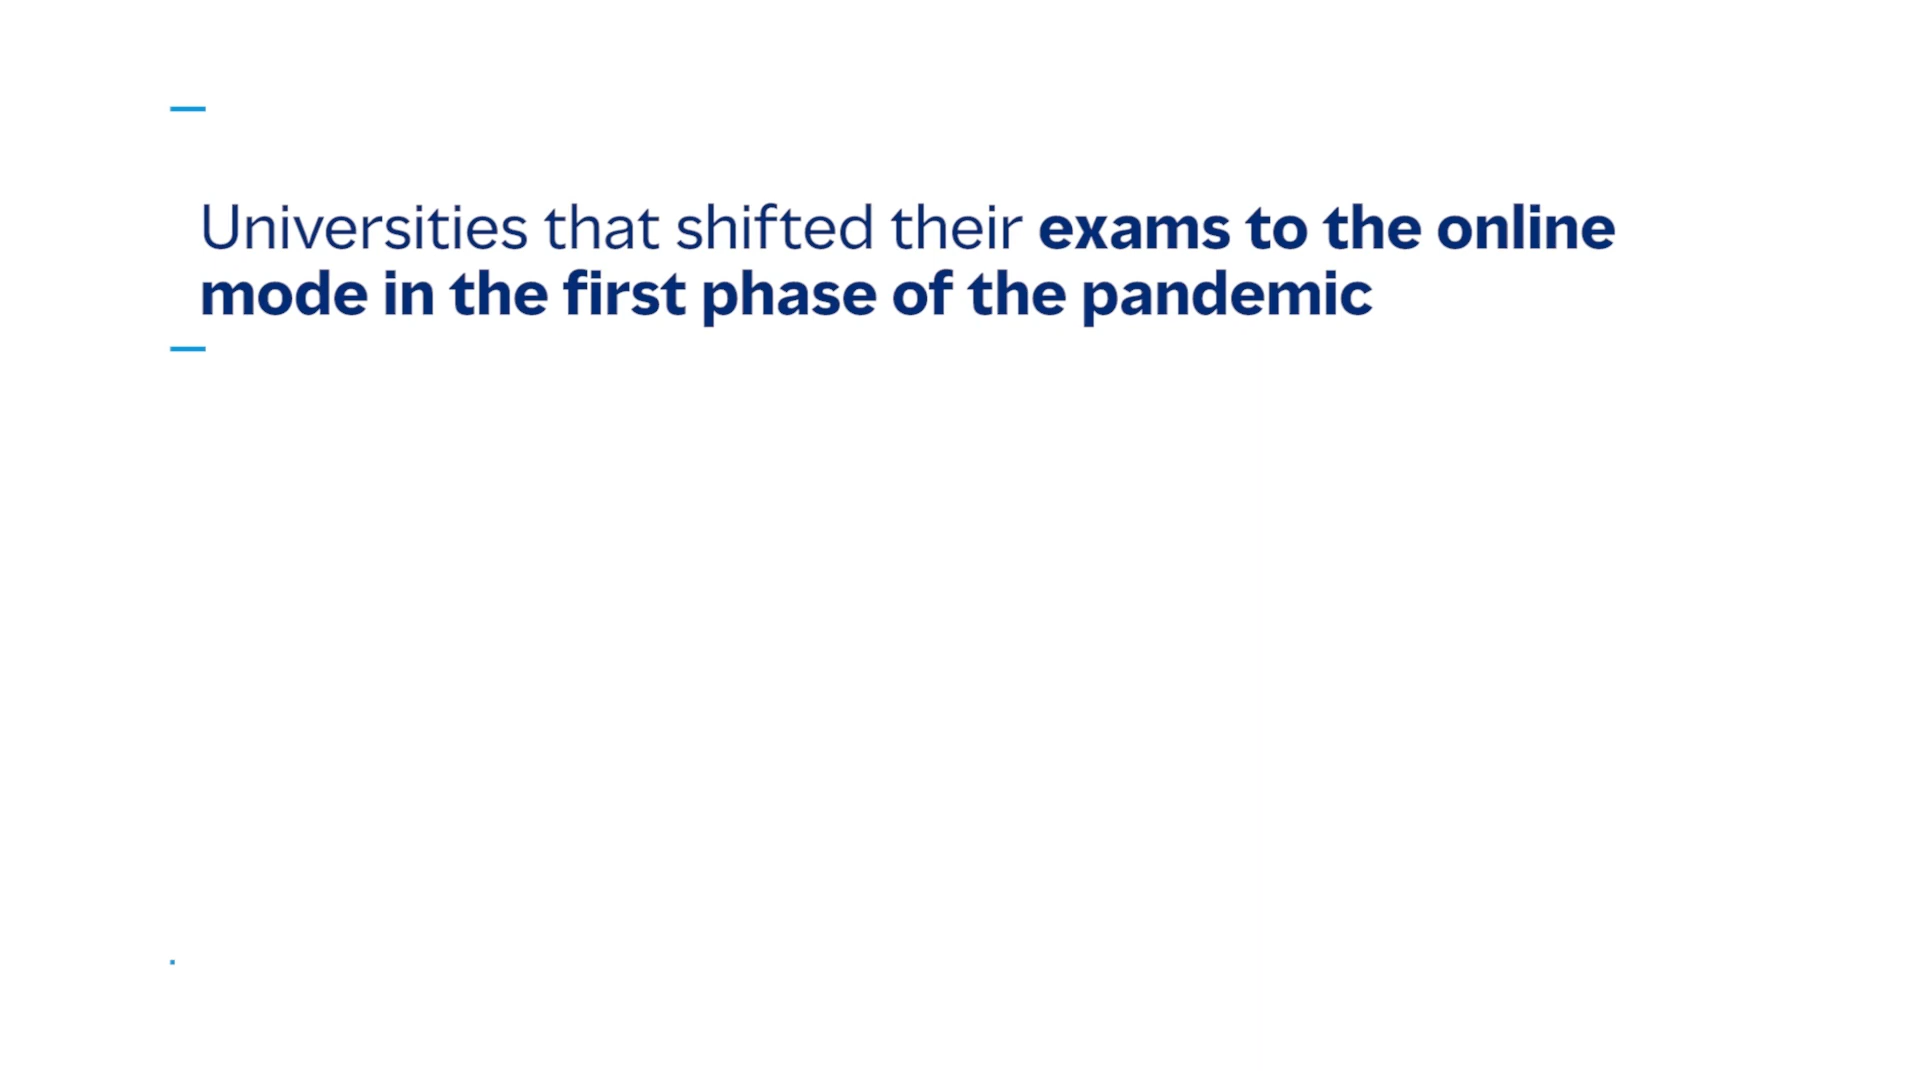 Universities that shifted their exams to the online
mode in the first phase of the pandemic